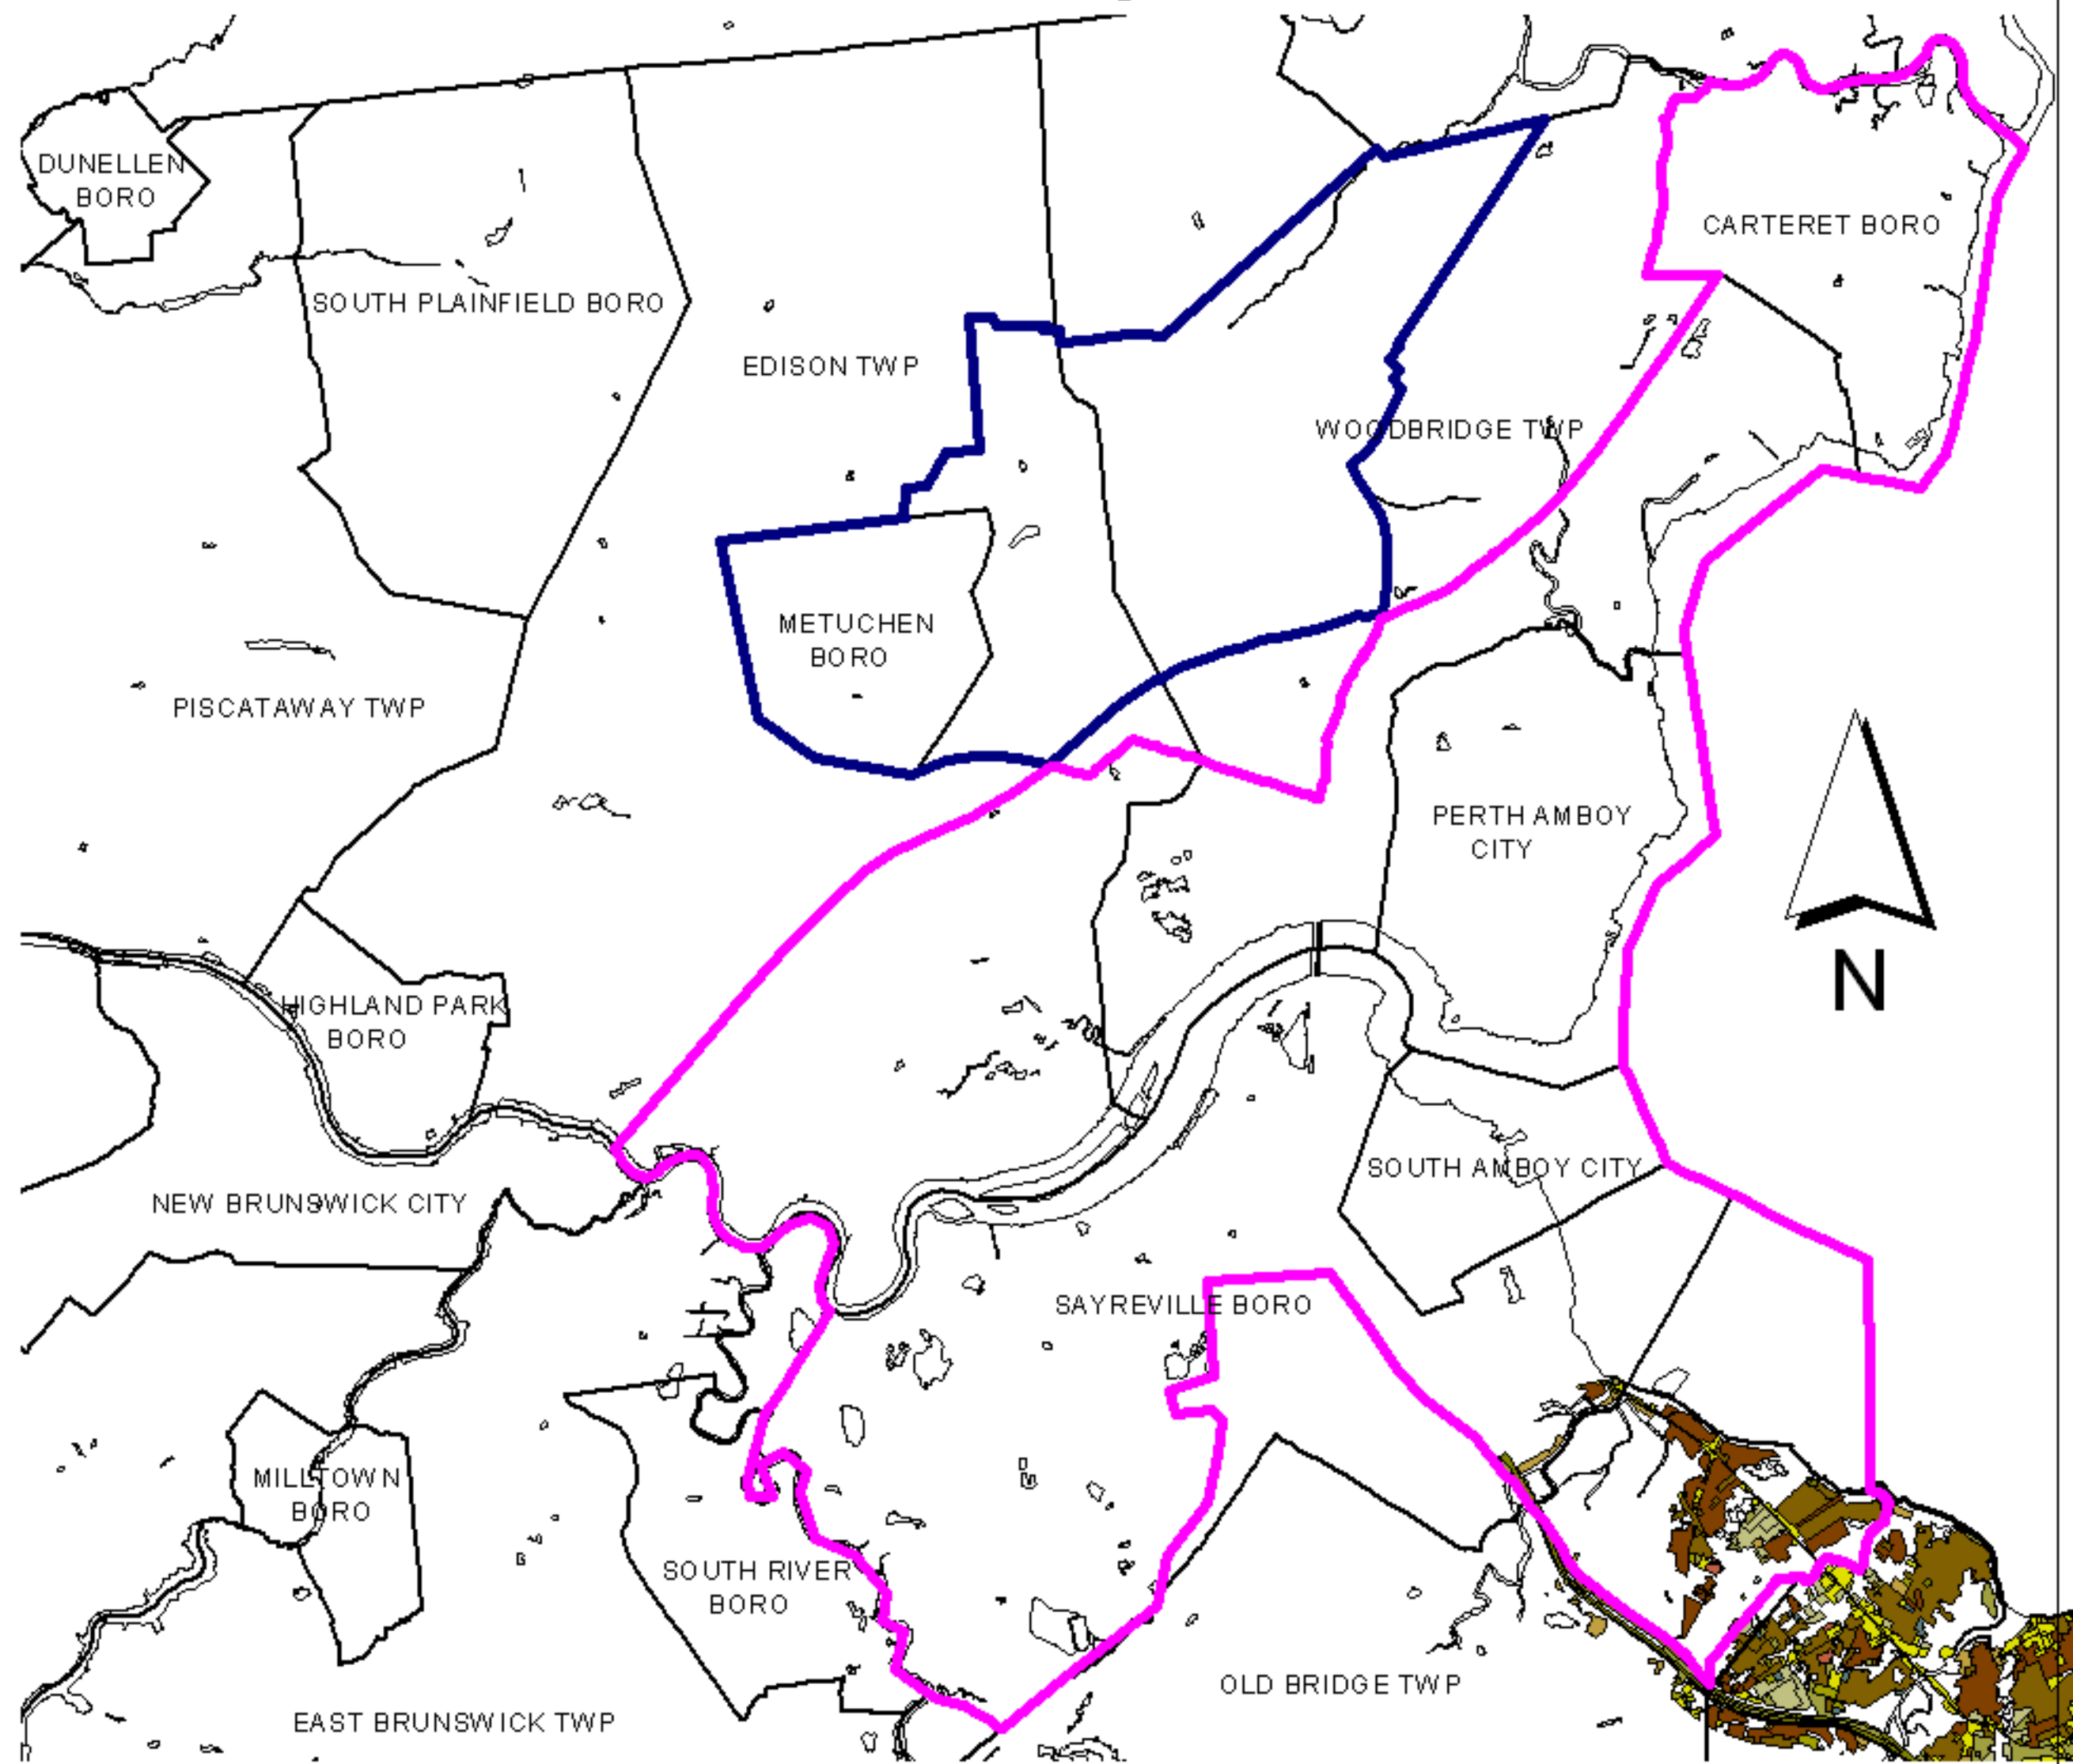 DUNELLEN
BORO
CARTERET BORO
SOUTH PLAINFIELD BORO
EDISON TWP
WOODBRIDGE TWP
METUCHEN
BORO
PISCATAWAY TWP
PERTH AMBOY
CITY
N
HIGHLAND PARK
BORO
SOUTH AMBOY CITY
NEW BRUNSWICK CITY
SAYREVILLE BORO
MILLTOWN
BORO
SOUTH RIVER
BORO
OLD BRIDGE TWP
EAST BRUNSWICK TWP